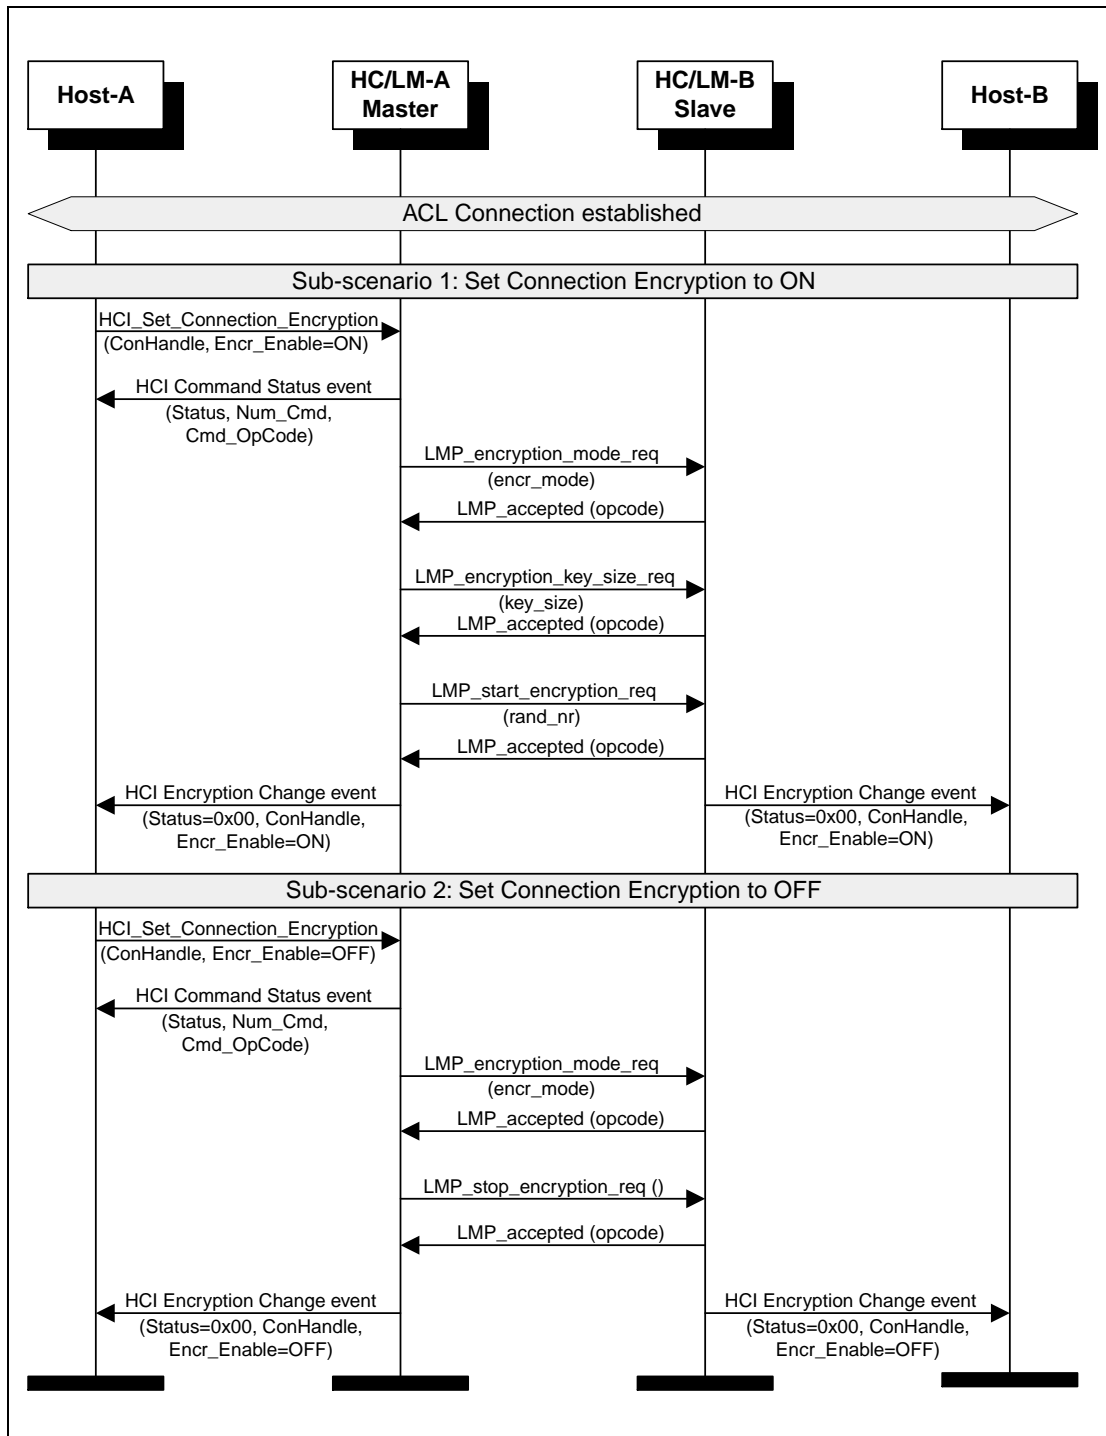 Host-A
HC/LM-A
Master
HC/LM-B
Slave
Host-B
ACL Connection established
Sub-scenario 1: Set Connection Encryption to ON
HCI_Set_Connection_Encryption
(ConHandle, Encr_Enable=ON)
HCI Command Status event
(Status, Num_Cmd,
Cmd_OpCode)
LMP_encryption_mode_req
(encr_mode)
LMP_accepted (opcode)
LMP_encryption_key_size_req
(key_size)
LMP_accepted (opcode)
LMP_start_encryption_req
(rand_nr)
LMP_accepted (opcode)
HCI Encryption Change event
(Status=0x00, ConHandle,
Encr_Enable=ON)
HCI Encryption Change event
(Status=0x00, ConHandle,
Encr_Enable=ON)
Sub-scenario 2: Set Connection Encryption to OFF
HCI_Set_Connection_Encryption
(ConHandle, Encr_Enable=OFF)
HCI Command Status event
(Status, Num_Cmd,
Cmd_OpCode)
LMP_encryption_mode_req
(encr_mode)
LMP_accepted (opcode)
LMP_stop_encryption_req ()
LMP_accepted (opcode)
HCI Encryption Change event
(Status=0x00, ConHandle,
Encr_Enable=OFF)
HCI Encryption Change event
(Status=0x00, ConHandle,
Encr_Enable=OFF)